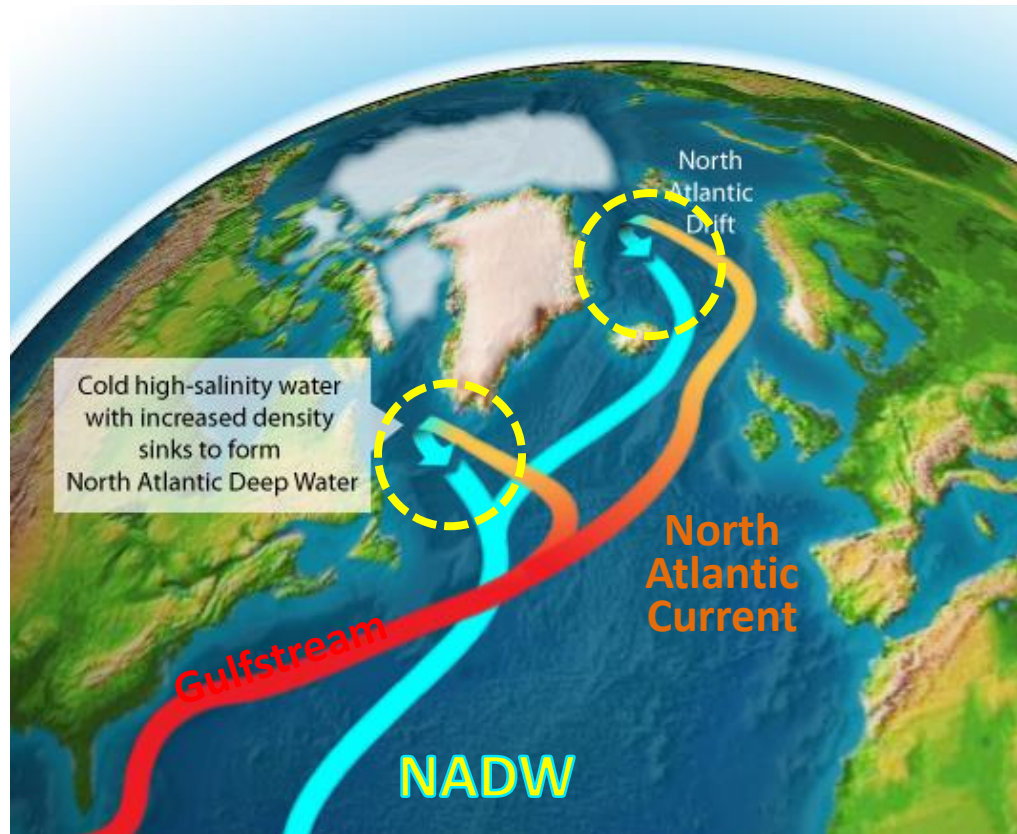 North
Atlantic
Drift
Cold high-salinity water
with increased density
sinks to form
North Atlantic Deep Water
North
Atlantic
Current
Gulfstream
NADW